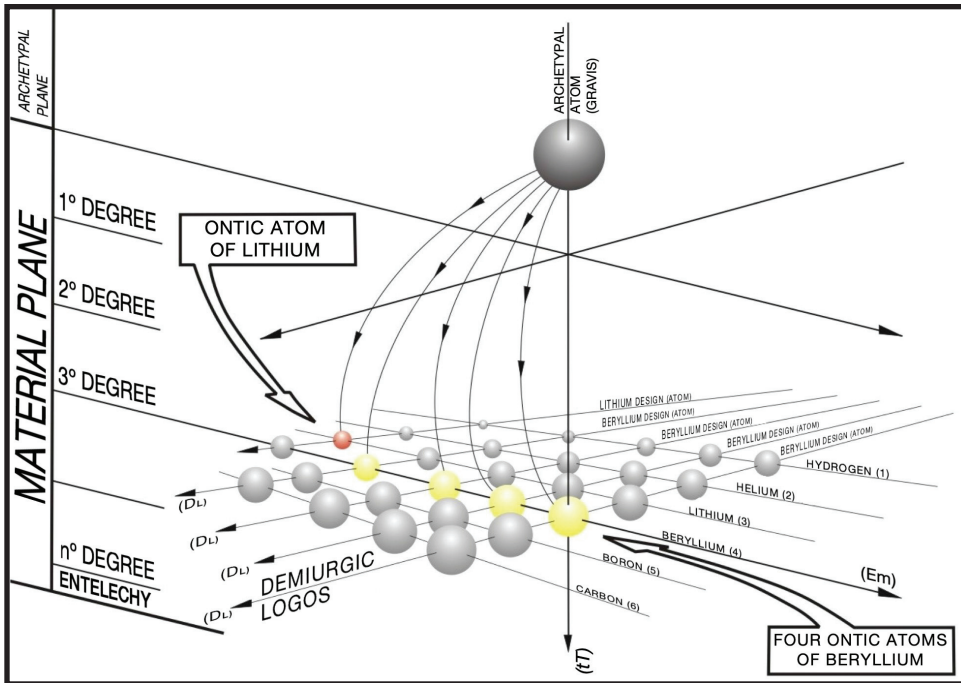 ARCHETYPAL
PLANE
MATERIAL PLANE
1º DEGREE
2º DEGREE
3º DEGREE
nº DEGREE
ENTELECHY
ARCHETYPAL
ATOM
(GRAVIS)
ONTIC ATOM
OF LITHIUM
LITHIUM DESIGN (ATOM)
BERYLLIUM DESIGN (ATOM)
BERYLLIUM DESIGN (ATOM)
BERYLLIUM DESIGN (ATOM)
BERYLLIUM DESIGN (ATOM)
HYDROGEN (1)
HELIUM (2)
LITHIUM (3)
BERYLLIUM (4)
BORON (5)
CARBON (6)
(DL)
(DL)
(DL)
(DL)
DEMIURGIC
LOGOS
(Em)
(tT)
FOUR ONTIC ATOMS
OF BERYLLIUM